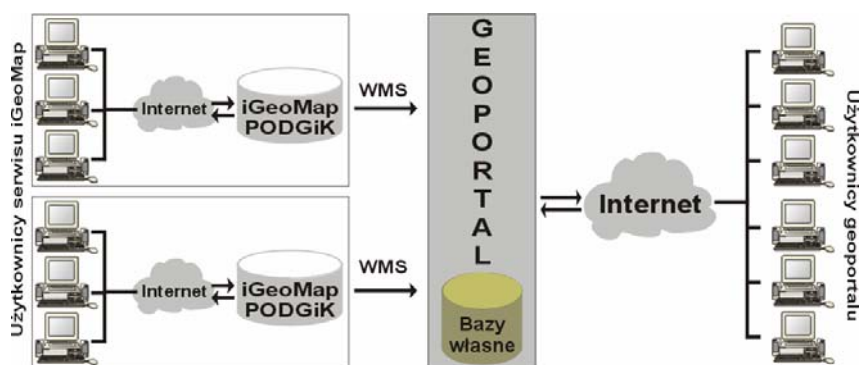 Użytkownicy serwisu iGeoMap
Internet
iGeoMap
PODGiK
WMS
Internet
iGeoMap
PODGiK
WMS
GEOPORTAL
Bazy
własne
Internet
Użytkownicy geoportalu